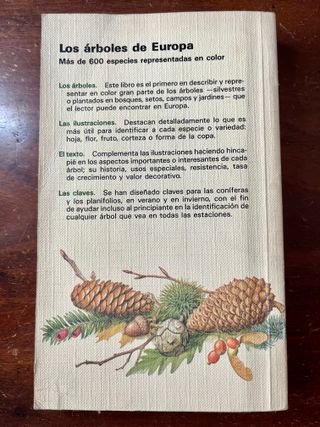 Los árboles de Europa
Más de 600 especies representadas en color
Los árboles. Este libro es el primero en describir y repre-
sentar en color gran parte de los árboles —silvestres
o plantados en bosques, setos, campos y jardines— que
el lector puede encontrar en Europa.
Las ilustraciones. Destacan detalladamente lo que es
más útil para identificar a cada especie o variedad:
hoja, flor, fruto, corteza o forma de la copa.
El texto. Complementa las ilustraciones haciendo hinca-
pié en los aspectos importantes o interesantes de cada
árbol; su historia, usos especiales, resistencia, tasa
de crecimiento y valor decorativo.
Las claves. Se han diseñado claves para las coníferas
y los planifolios, en verano y en invierno, con el fin
de ayudar incluso al principiante en la identificación de
cualquier árbol que vea en todas las estaciones.